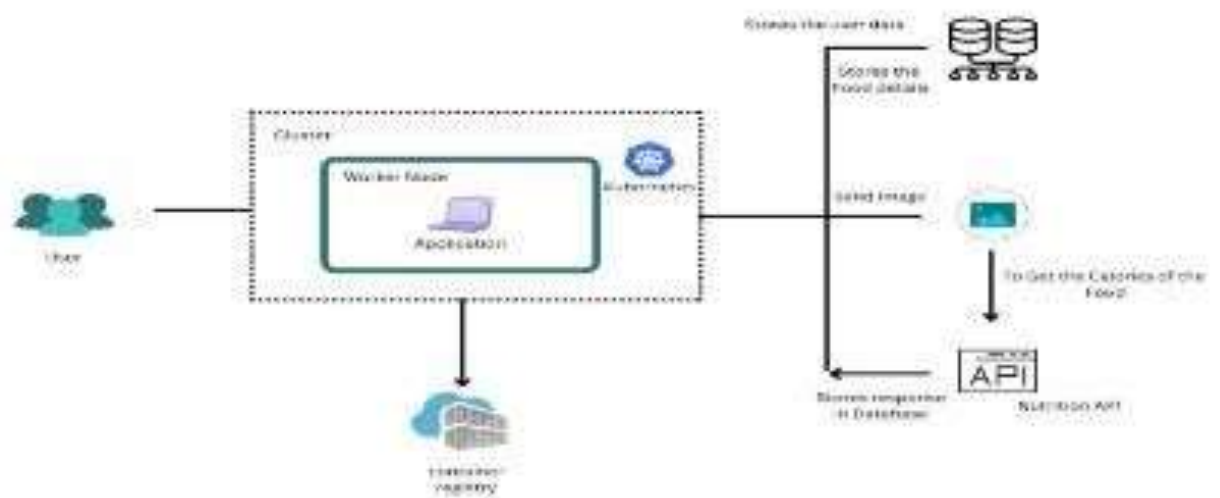 Stores the user data
Stores the
Food details
Cluster
Worker Node
Kubernetes
Application
User
Send Image
To Get the Calories of the
Food
API
Nutrition API
Stores response
in Database
Container
registry